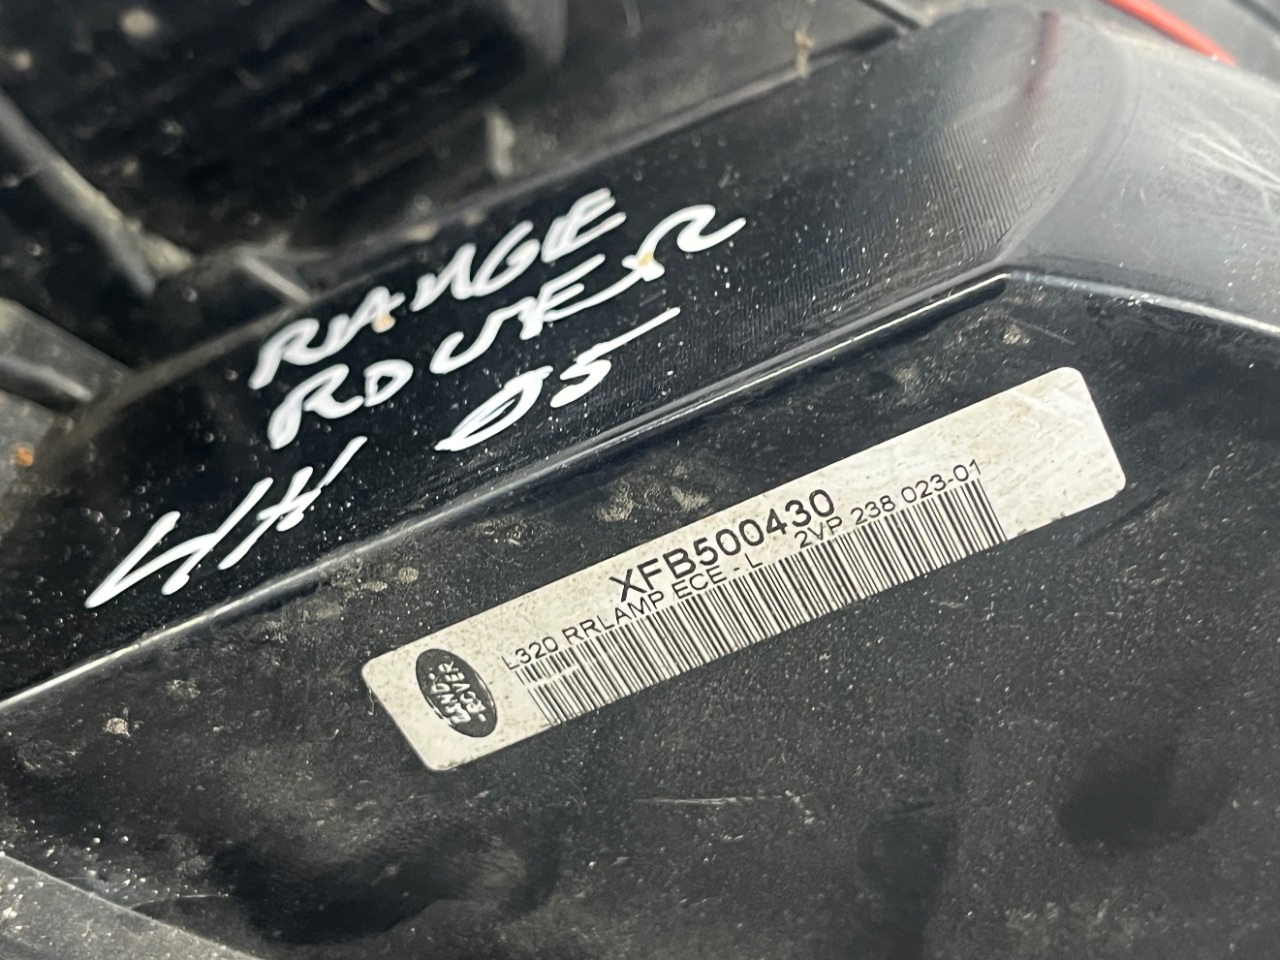 RANGE
ROVER
LH 05
XFB500430
L320 RRLAMP ECE - L 2VP 238 023-01
LAND-
-ROVER